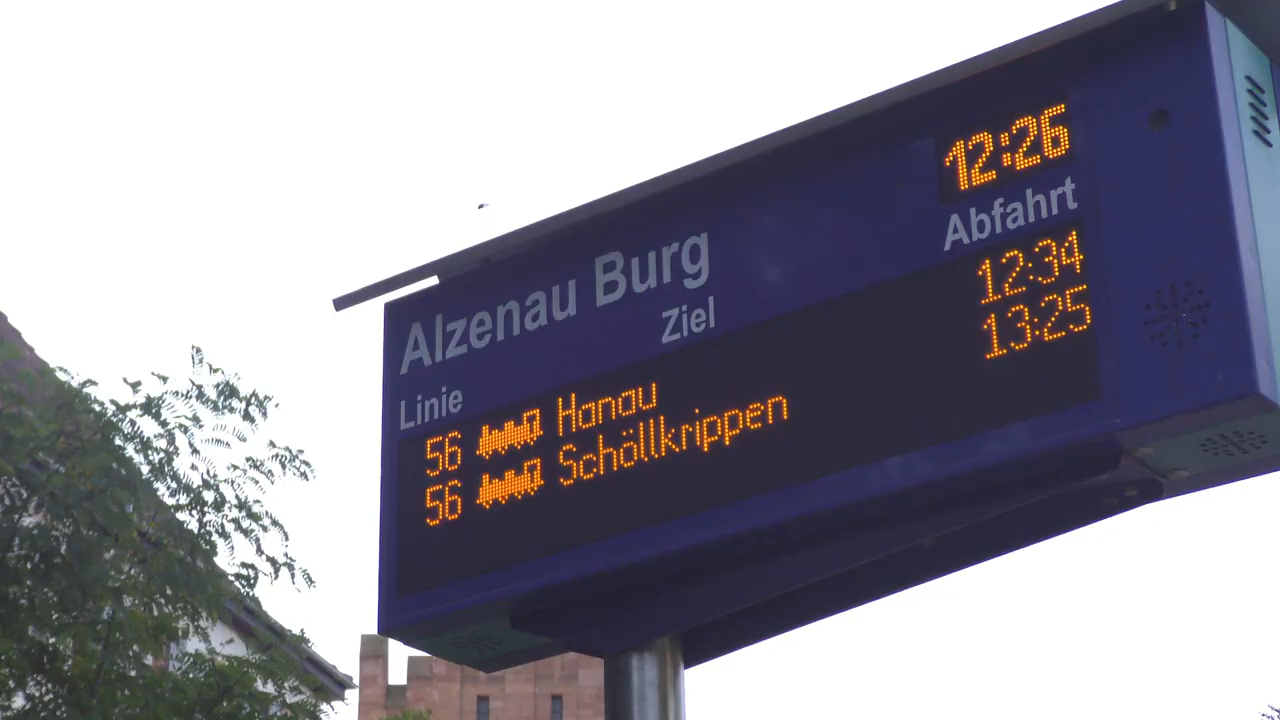 12:26
Alzenau Burg
Linie Ziel Abfahrt
56 Hanau 12:34
56 Schöllkrippen 13:25